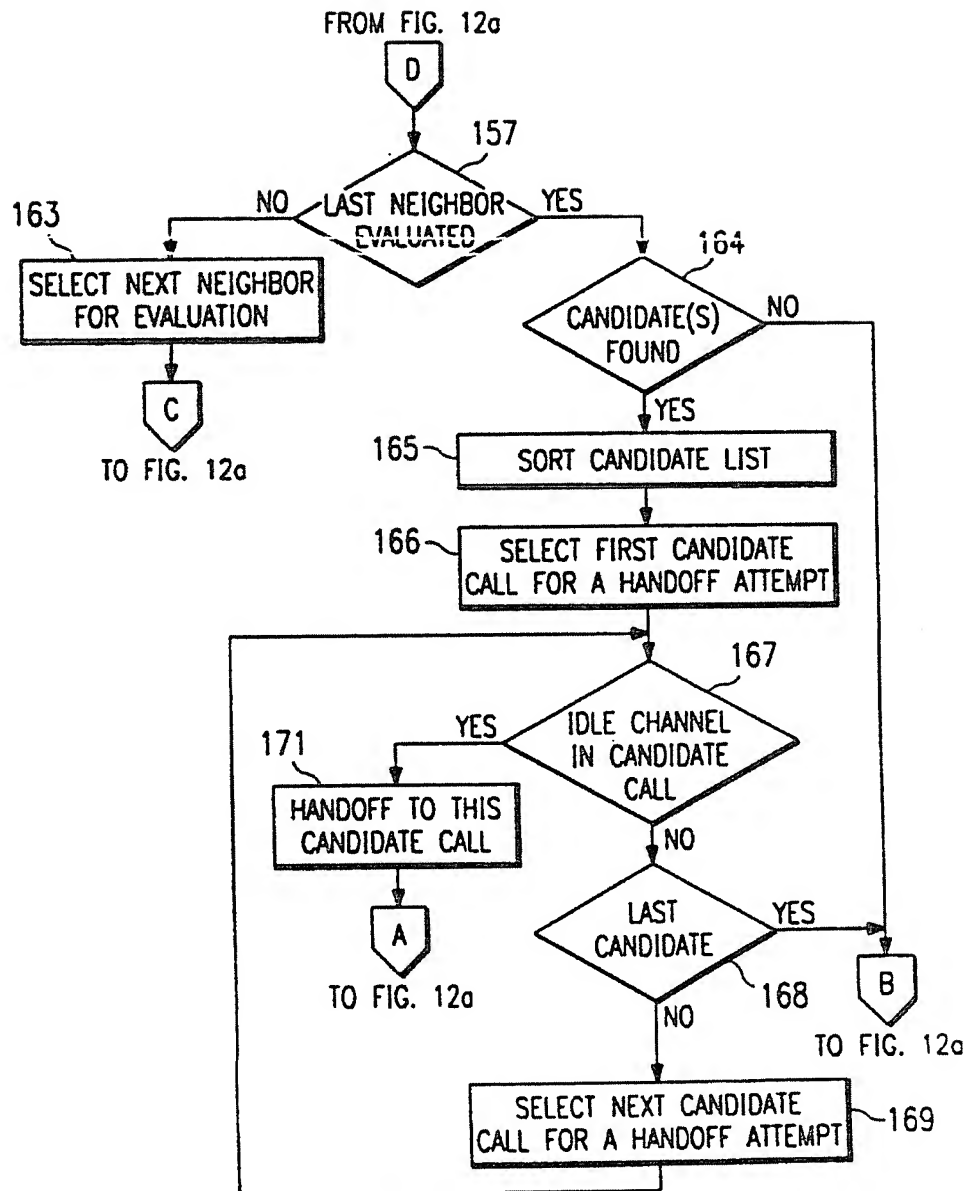 FROM FIG. 12a
D
157
LAST NEIGHBOR
EVALUATED
NO
YES
163
SELECT NEXT NEIGHBOR
FOR EVALUATION
C
TO FIG. 12a
164
CANDIDATE(S)
FOUND
NO
YES
165
SORT CANDIDATE LIST
166
SELECT FIRST CANDIDATE
CALL FOR A HANDOFF ATTEMPT
167
IDLE CHANNEL
IN CANDIDATE
CALL
YES
171
HANDOFF TO THIS
CANDIDATE CALL
A
TO FIG. 12a
NO
LAST
CANDIDATE
YES
168
NO
B
TO FIG. 12a
SELECT NEXT CANDIDATE
CALL FOR A HANDOFF ATTEMPT
169